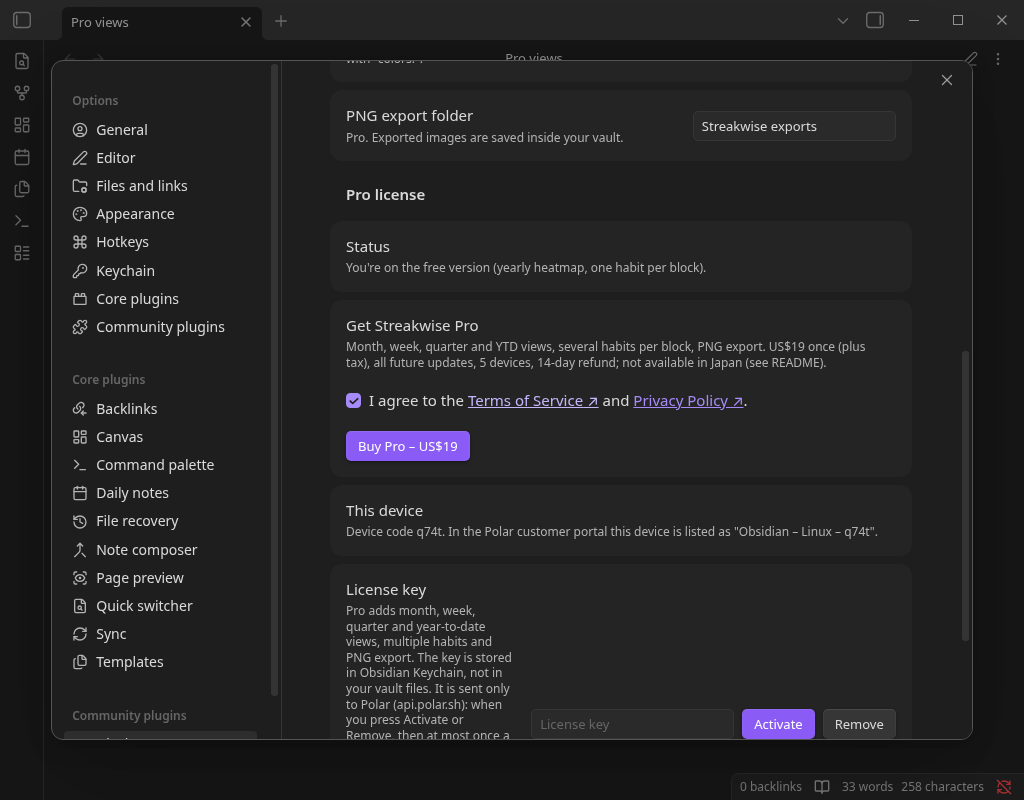 Pro views
Pro views
Options
General
Editor
Files and links
Appearance
Hotkeys
Keychain
Core plugins
Community plugins
Core plugins
Backlinks
Canvas
Command palette
Daily notes
File recovery
Note composer
Page preview
Quick switcher
Sync
Templates
Community plugins
PNG export folder
Pro. Exported images are saved inside your vault.
Streakwise exports
Pro license
Status
You're on the free version (yearly heatmap, one habit per block).
Get Streakwise Pro
Month, week, quarter and YTD views, several habits per block, PNG export. US$19 once (plus
tax), all future updates, 5 devices, 14-day refund; not available in Japan (see README).
I agree to the Terms of Service ↗ and Privacy Policy ↗.
Buy Pro – US$19
This device
Device code q74t. In the Polar customer portal this device is listed as "Obsidian – Linux – q74t".
License key
Pro adds month, week,
quarter and year-to-date
views, multiple habits and
PNG export. The key is stored
in Obsidian Keychain, not in
your vault files. It is sent only
to Polar (api.polar.sh): when
you press Activate or
Remove, then at most once a
License key
Activate
Remove
0 backlinks
33 words
258 characters